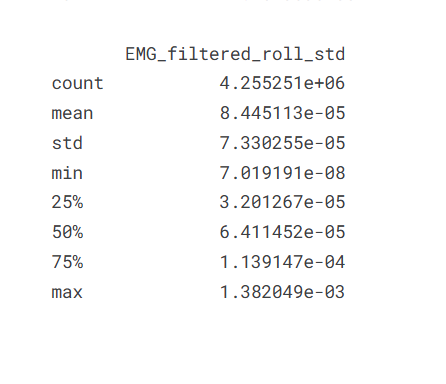 EMG_filtered_roll_std
count 4.255251e+06
mean 8.445113e-05
std 7.330255e-05
min 7.019191e-08
25% 3.201267e-05
50% 6.411452e-05
75% 1.139147e-04
max 1.382049e-03